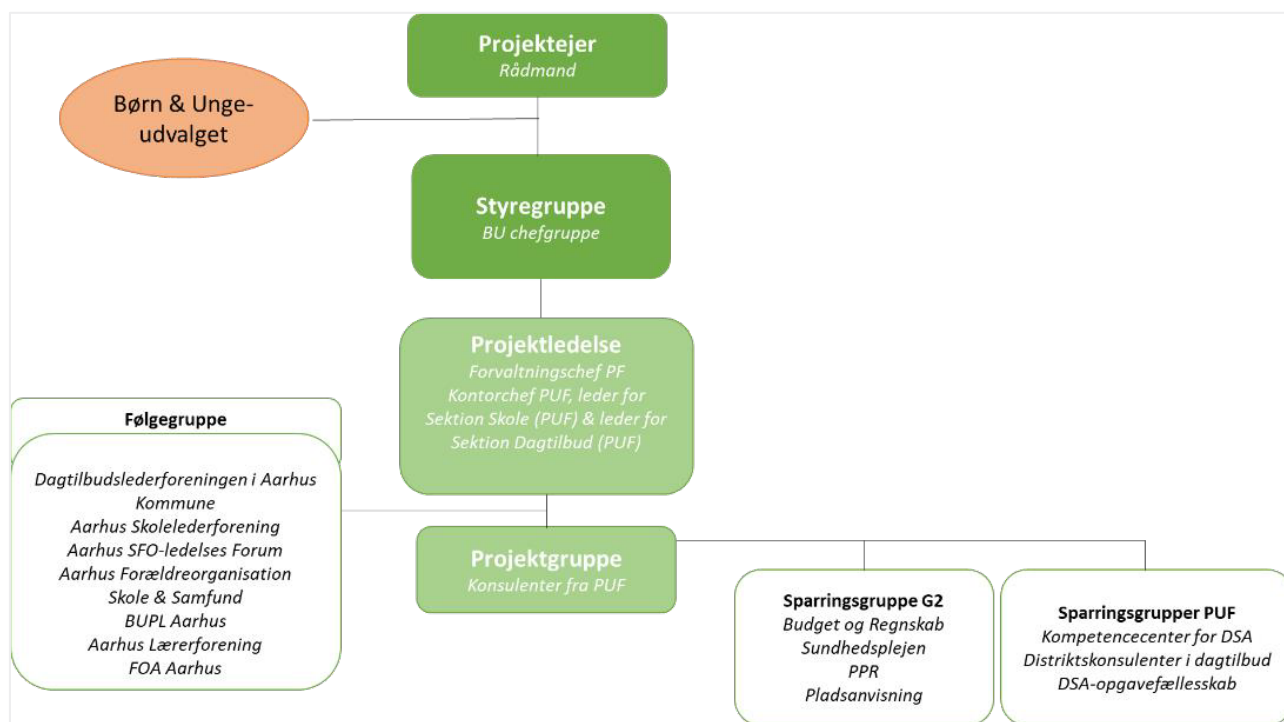 Projektejer
Rådmand
Børn & Unge-
udvalget
Styregruppe
BU chefgruppe
Projektledelse
Forvaltningschef PF
Kontorchef PUF, leder for
Sektion Skole (PUF) & leder for
Sektion Dagtilbud (PUF)
Følgegruppe
Dagtilbudslederforeningen i Aarhus
Kommune
Aarhus Skolelederforening
Aarhus SFO-ledelses Forum
Aarhus Forældreorganisation
Skole & Samfund
BUPL Aarhus
Aarhus Lærerforening
FOA Aarhus
Projektgruppe
Konsulenter fra PUF
Sparringsgruppe G2
Budget og Regnskab
Sundhedsplejen
PPR
Pladsanvisning
Sparringsgrupper PUF
Kompetencecenter for DSA
Distriktskonsulenter i dagtilbud
DSA-opgavefællesskab